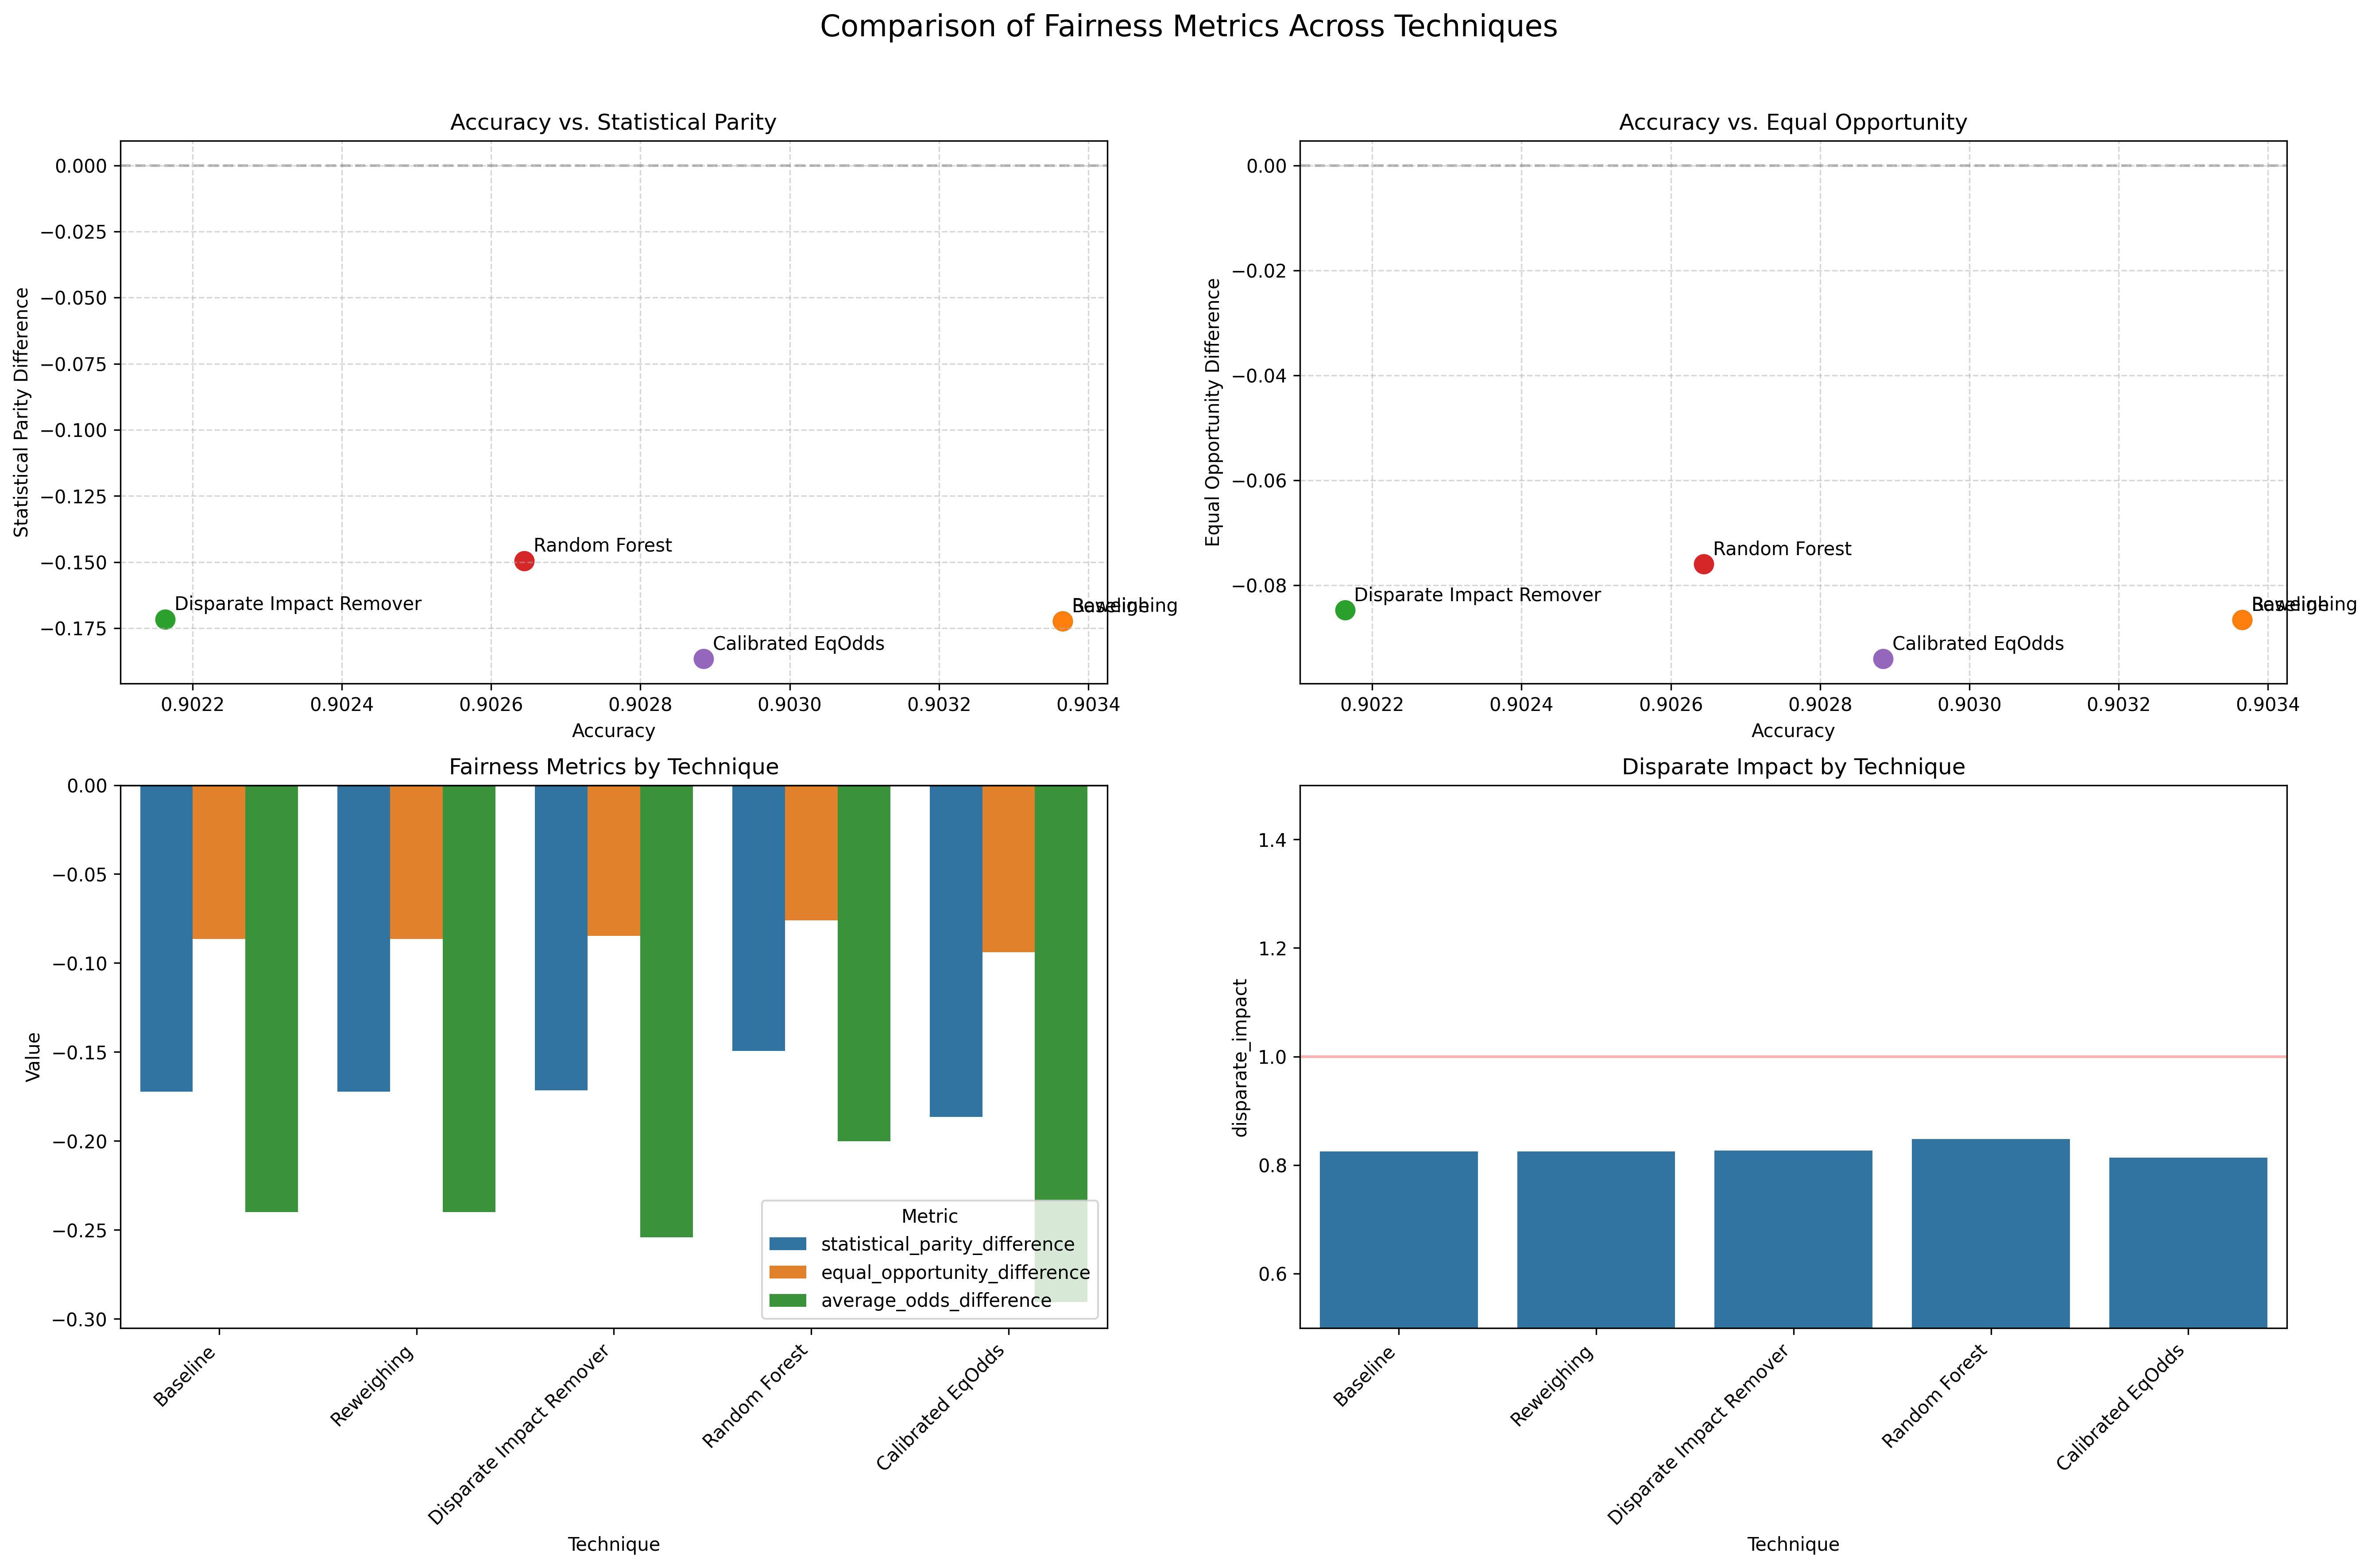 Comparison of Fairness Metrics Across Techniques
Accuracy vs. Statistical Parity
Statistical Parity Difference
0.000
−0.025
−0.050
−0.075
−0.100
−0.125
−0.150
−0.175
Random Forest
Disparate Impact Remover
Baseline
Reweighing
Calibrated EqOdds
0.9022
0.9024
0.9026
0.9028
0.9030
0.9032
0.9034
Accuracy
Accuracy vs. Equal Opportunity
Equal Opportunity Difference
0.00
−0.02
−0.04
−0.06
−0.08
Random Forest
Disparate Impact Remover
Baseline
Reweighing
Calibrated EqOdds
0.9022
0.9024
0.9026
0.9028
0.9030
0.9032
0.9034
Accuracy
Fairness Metrics by Technique
Value
0.00
−0.05
−0.10
−0.15
−0.20
−0.25
−0.30
Metric
statistical_parity_difference
equal_opportunity_difference
average_odds_difference
Baseline
Reweighing
Disparate Impact Remover
Random Forest
Calibrated EqOdds
Technique
Disparate Impact by Technique
disparate_impact
1.4
1.2
1.0
0.8
0.6
Baseline
Reweighing
Disparate Impact Remover
Random Forest
Calibrated EqOdds
Technique